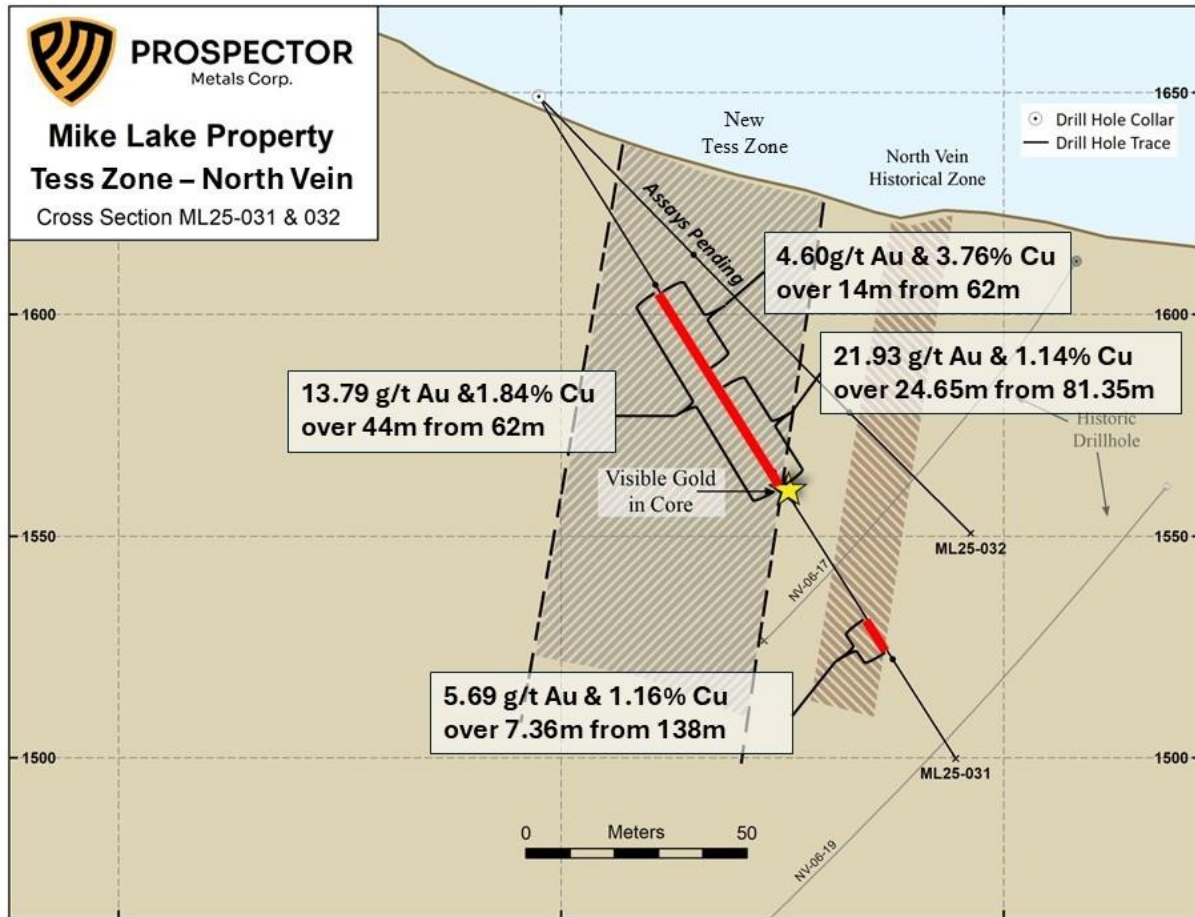 PROSPECTOR
Metals Corp.
Mike Lake Property
Tess Zone – North Vein
Cross Section ML25-031 & 032
1650
Drill Hole Collar
Drill Hole Trace
New
Tess Zone
North Vein
Historical Zone
Assays Pending
4.60g/t Au & 3.76% Cu
over 14m from 62m
1600
1600
21.93 g/t Au & 1.14% Cu
over 24.65m from 81.35m
13.79 g/t Au &1.84% Cu
over 44m from 62m
Historic
Drillhole
Visible Gold
in Core
1550
1550
ML25-032
NV-06-17
5.69 g/t Au & 1.16% Cu
over 7.36m from 138m
1500
1500
ML25-031
0 Meters 50
NV-06-19